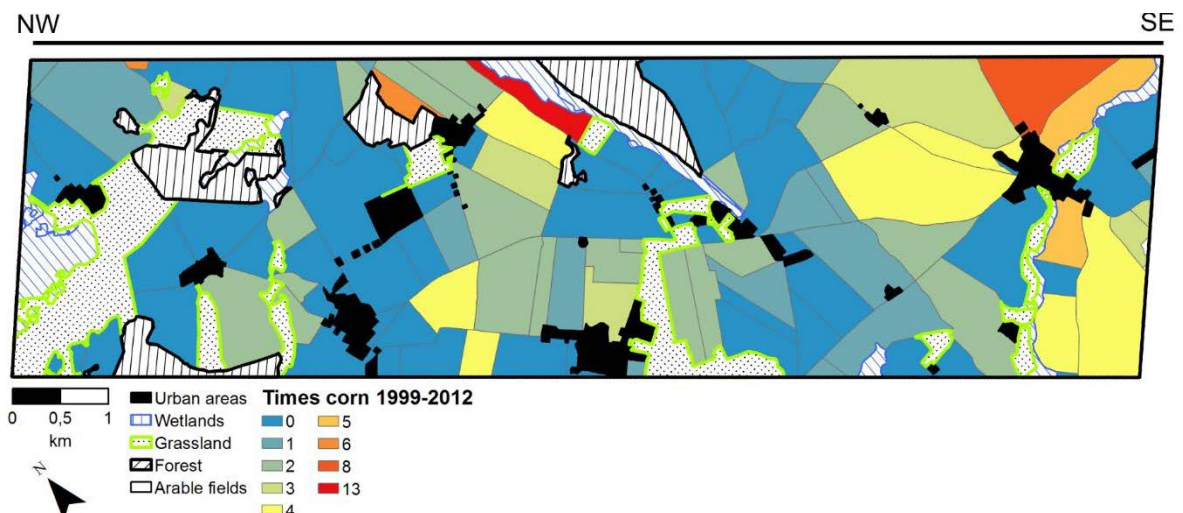 NW SE
0 0,5 1
km
N
Urban areas
Wetlands
Grassland
Forest
Arable fields
Times corn 1999-2012
0 5
1 6
2 8
3 13
4